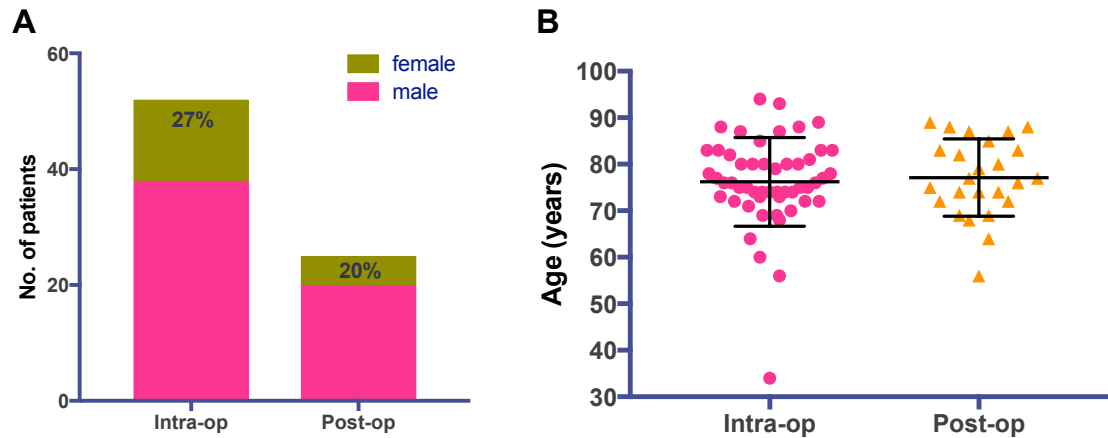 A
No. of patients
60
40
20
0
female
male
27%
20%
Intra-op
Post-op
B
Age (years)
100
90
80
70
60
50
40
30
Intra-op
Post-op